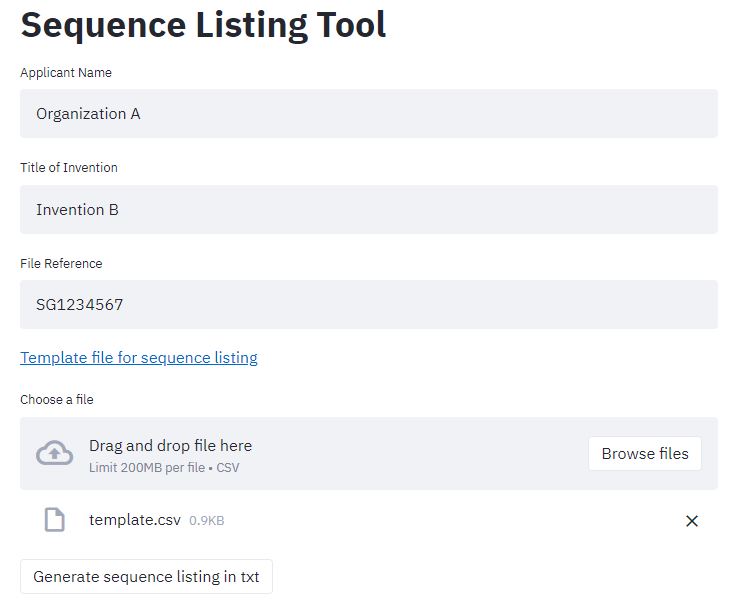 Sequence Listing Tool
Applicant Name
Organization A
Title of Invention
Invention B
File Reference
SG1234567
Template file for sequence listing
Choose a file
Drag and drop file here
Limit 200MB per file • CSV
Browse files
template.csv 0.9KB
Generate sequence listing in txt